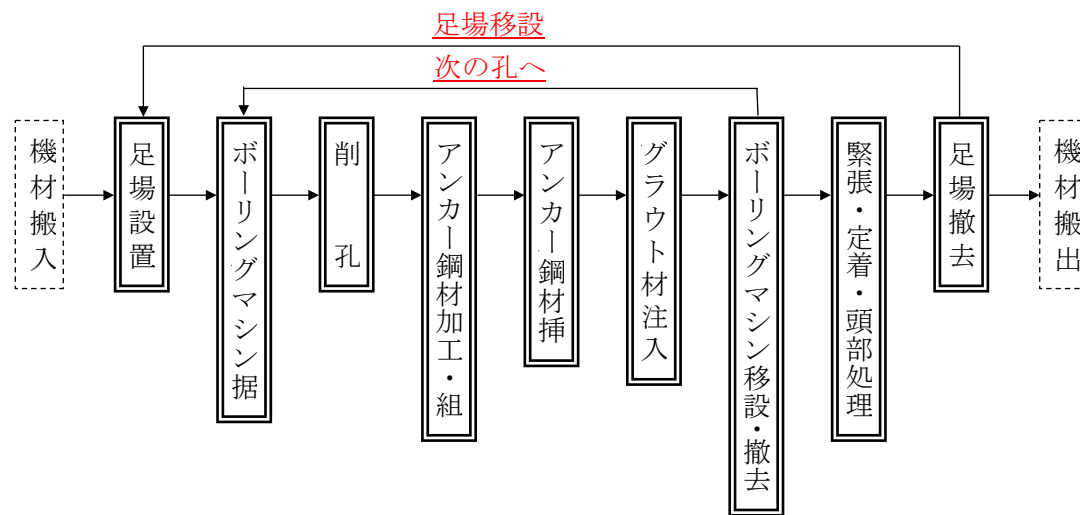 足場移設
次の孔へ
機材搬入
足場設置
ボーリングマシン据
削孔
アンカー鋼材加工・組
アンカー鋼材挿
グラウト材注入
ボーリングマシン移設・撤去
緊張・定着・頭部処理
足場撤去
機材搬出